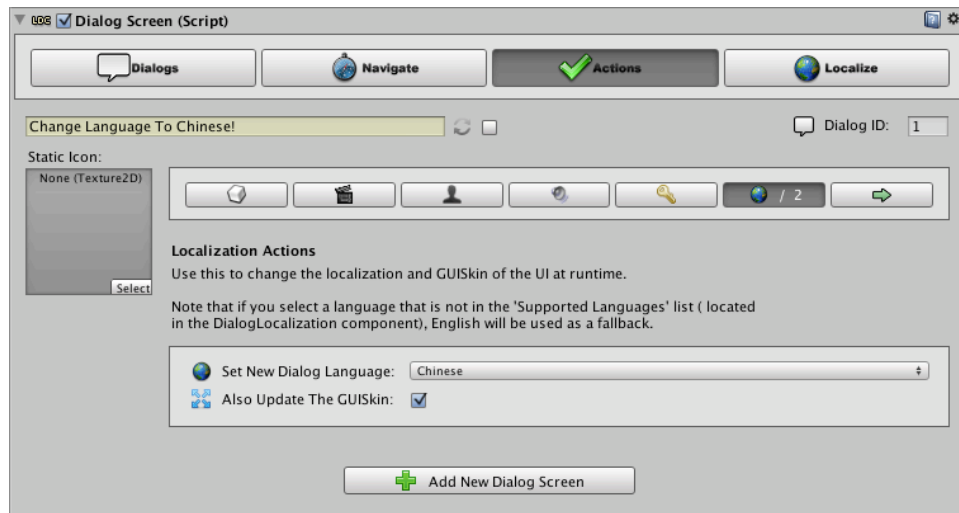 LDC Dialog Screen (Script)
Dialogs Navigate Actions Localize
Change Language To Chinese! Dialog ID: 1
Static Icon:
None (Texture2D)
/ 2
Select
Localization Actions
Use this to change the localization and GUISkin of the UI at runtime.
Note that if you select a language that is not in the 'Supported Languages' list ( located
in the DialogLocalization component), English will be used as a fallback.
Set New Dialog Language: Chinese
Also Update The GUISkin:
Add New Dialog Screen